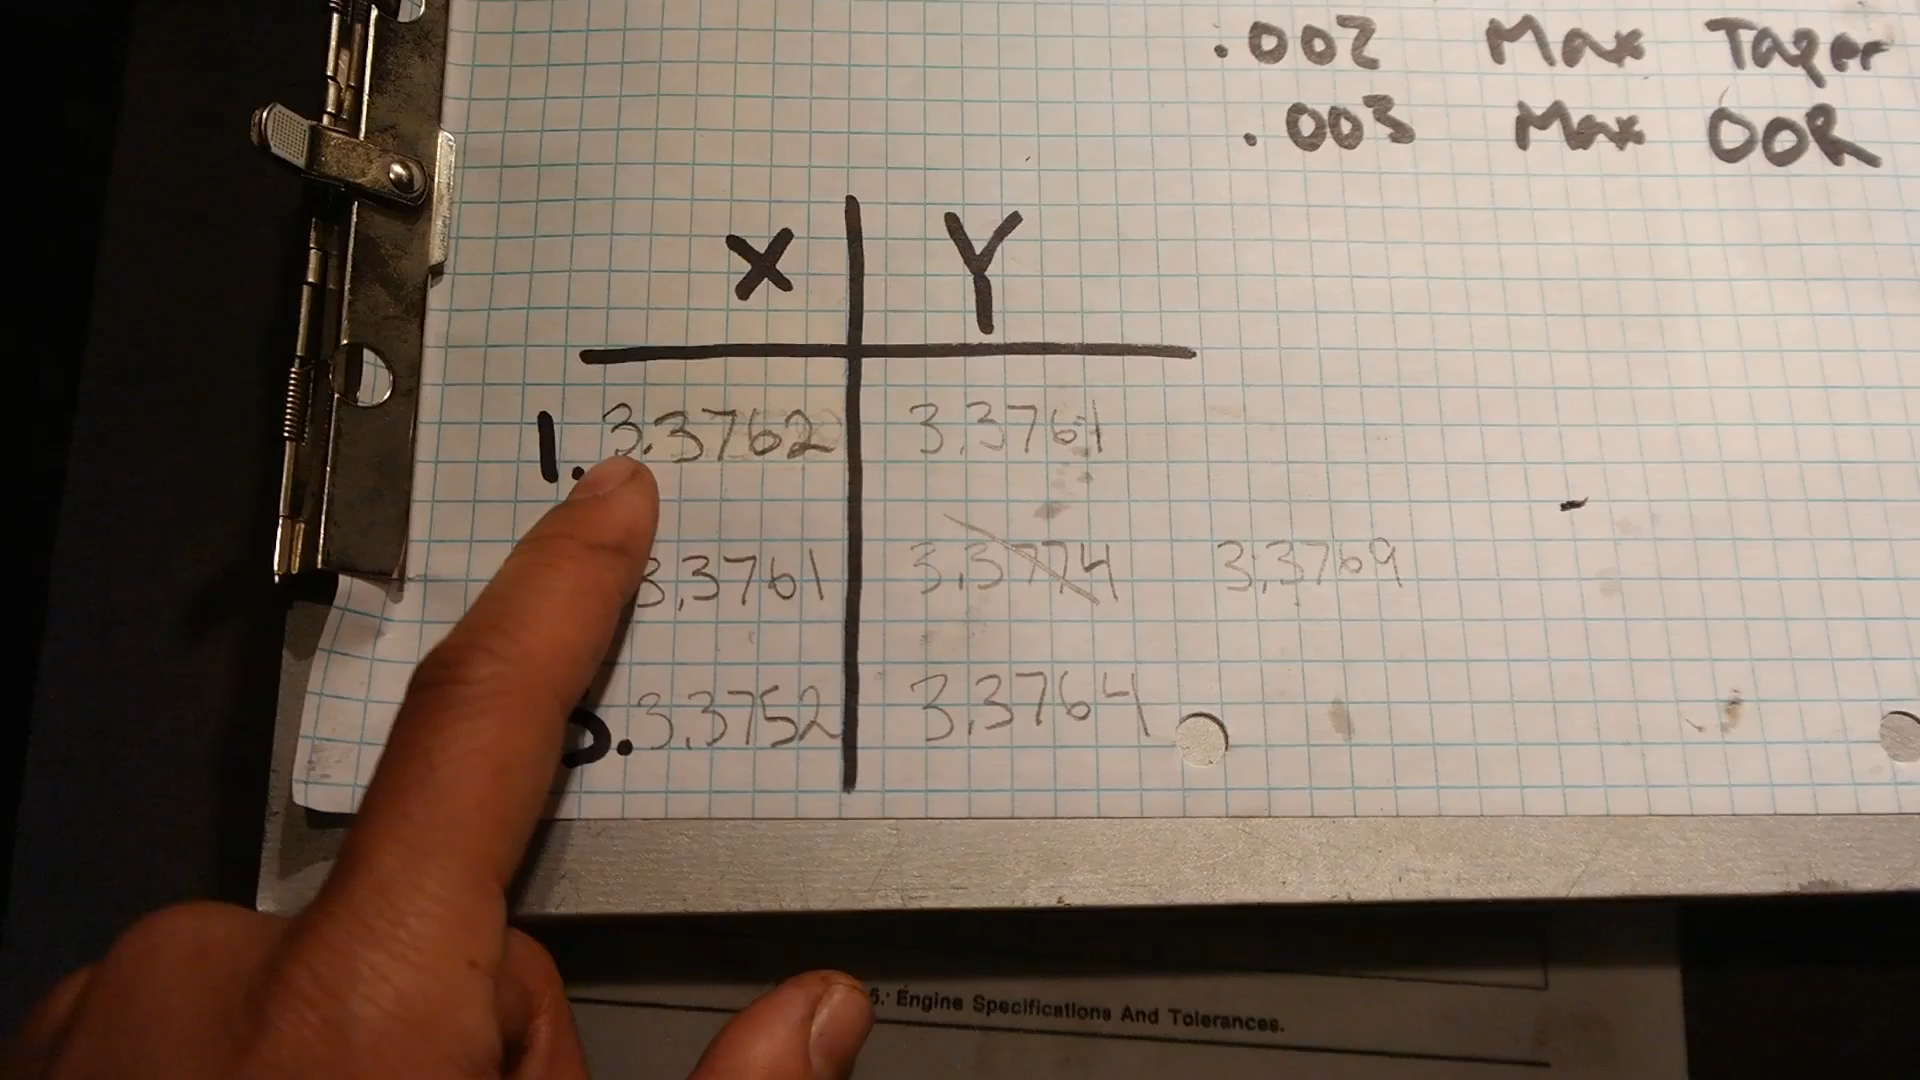 .002 Max Taper
.003 Max OOR
X Y
1. 3.3762 3.3761
3.3761 3.3774 3.3769
3.3752 3.3764
5. Engine Specifications And Tolerances.